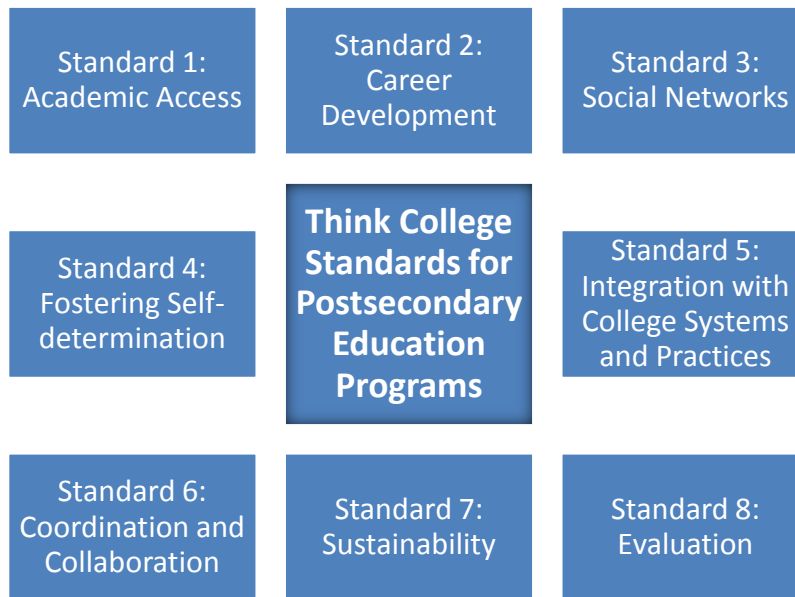 Standard 1:
Academic Access
Standard 2:
Career
Development
Standard 3:
Social Networks
Standard 4:
Fostering Self-
determination
Think College
Standards for
Postsecondary
Education
Programs
Standard 5:
Integration with
College Systems
and Practices
Standard 6:
Coordination and
Collaboration
Standard 7:
Sustainability
Standard 8:
Evaluation